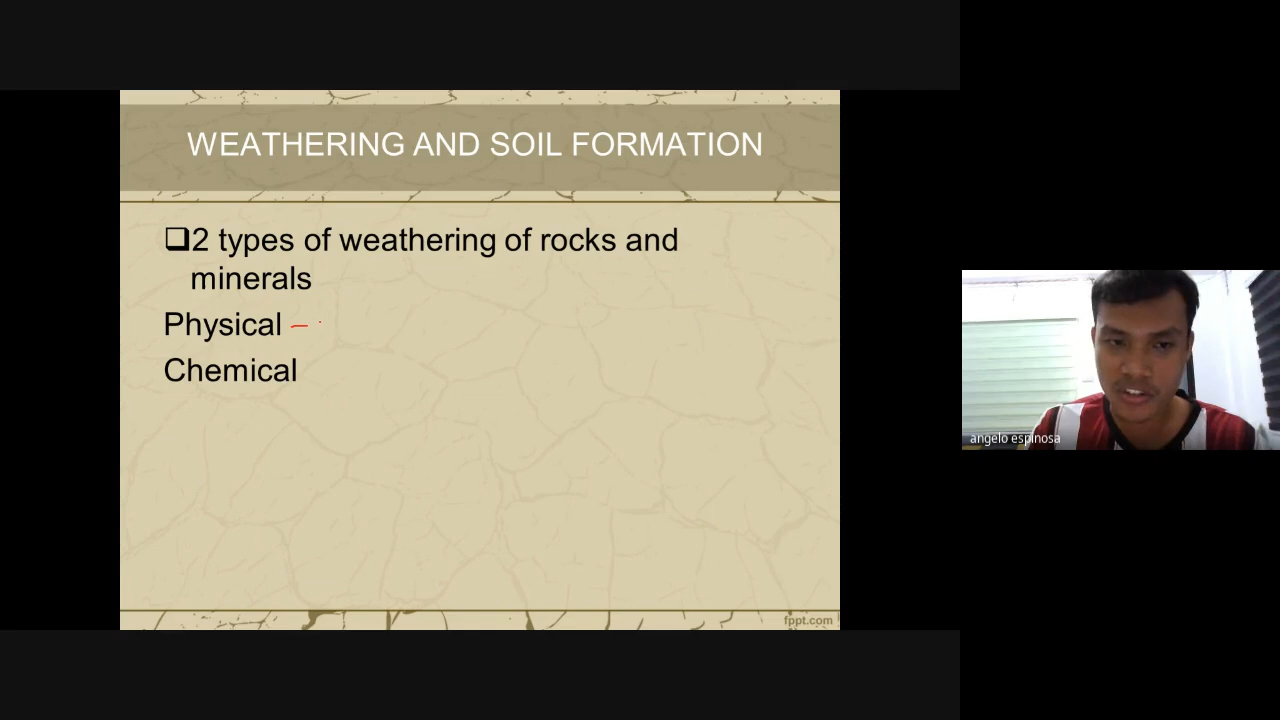 WEATHERING AND SOIL FORMATION
❑2 types of weathering of rocks and
minerals
Physical –
Chemical
fppt.com
angelo espinosa